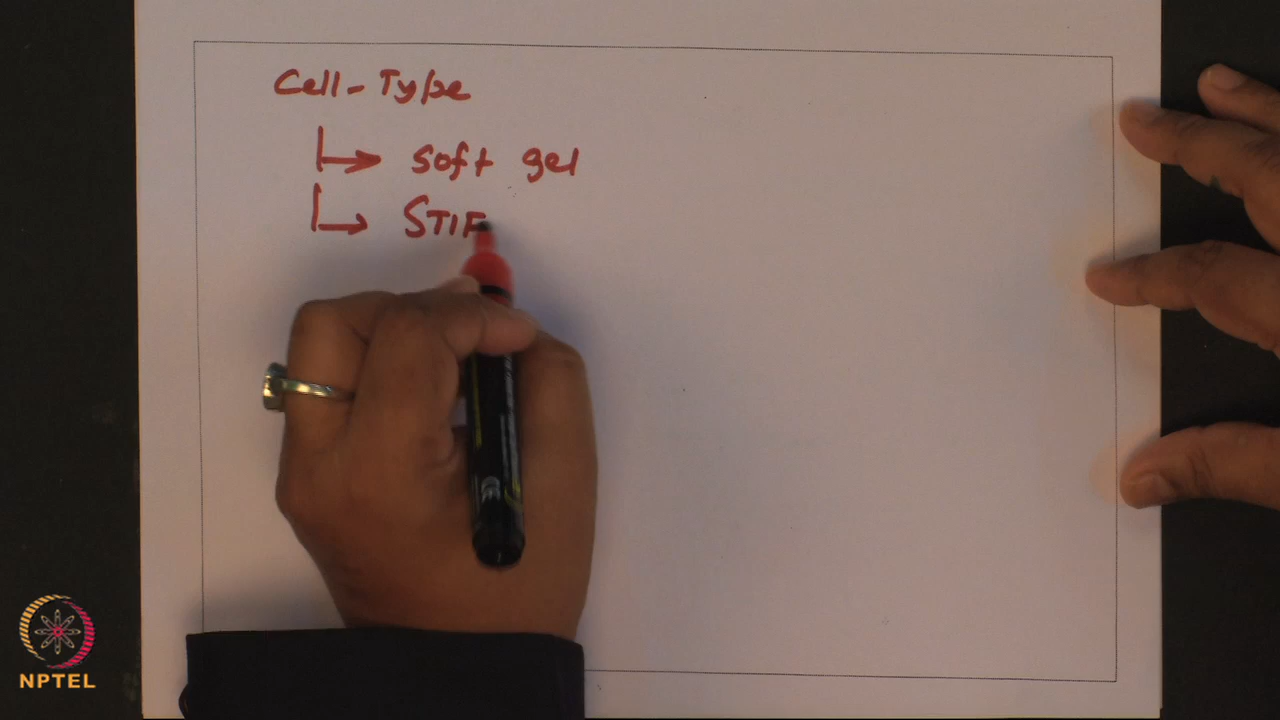 Cell-Type
↳ soft gel
↳ STIF
NPTEL